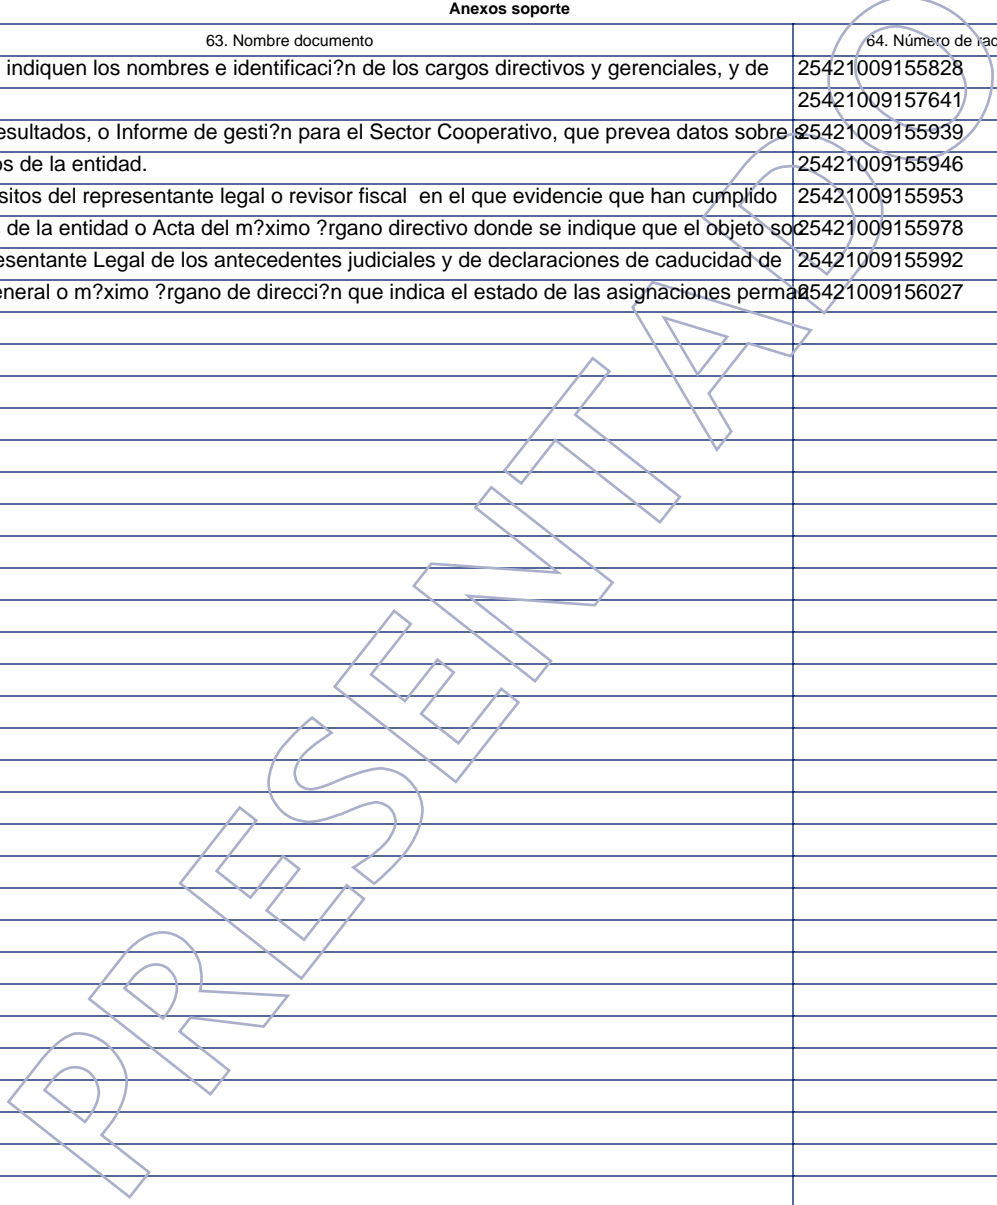 Anexos soporte
63. Nombre documento 64. Número de
indiquen los nombres e identificaci?n de los cargos directivos y gerenciales, y de 25421009155828
25421009157641
resultados, o Informe de gesti?n para el Sector Cooperativo, que prevea datos sobre 25421009155939
os de la entidad. 25421009155946
sitos del representante legal o revisor fiscal en el que evidencie que han cumplido 25421009155953
de la entidad o Acta del m?ximo ?rgano directivo donde se indique que el objeto soc 25421009155978
esentante Legal de los antecedentes judiciales y de declaraciones de caducidad de 25421009155992
eneral o m?ximo ?rgano de direcci?n que indica el estado de las asignaciones perman 25421009156027
PRESENTADO